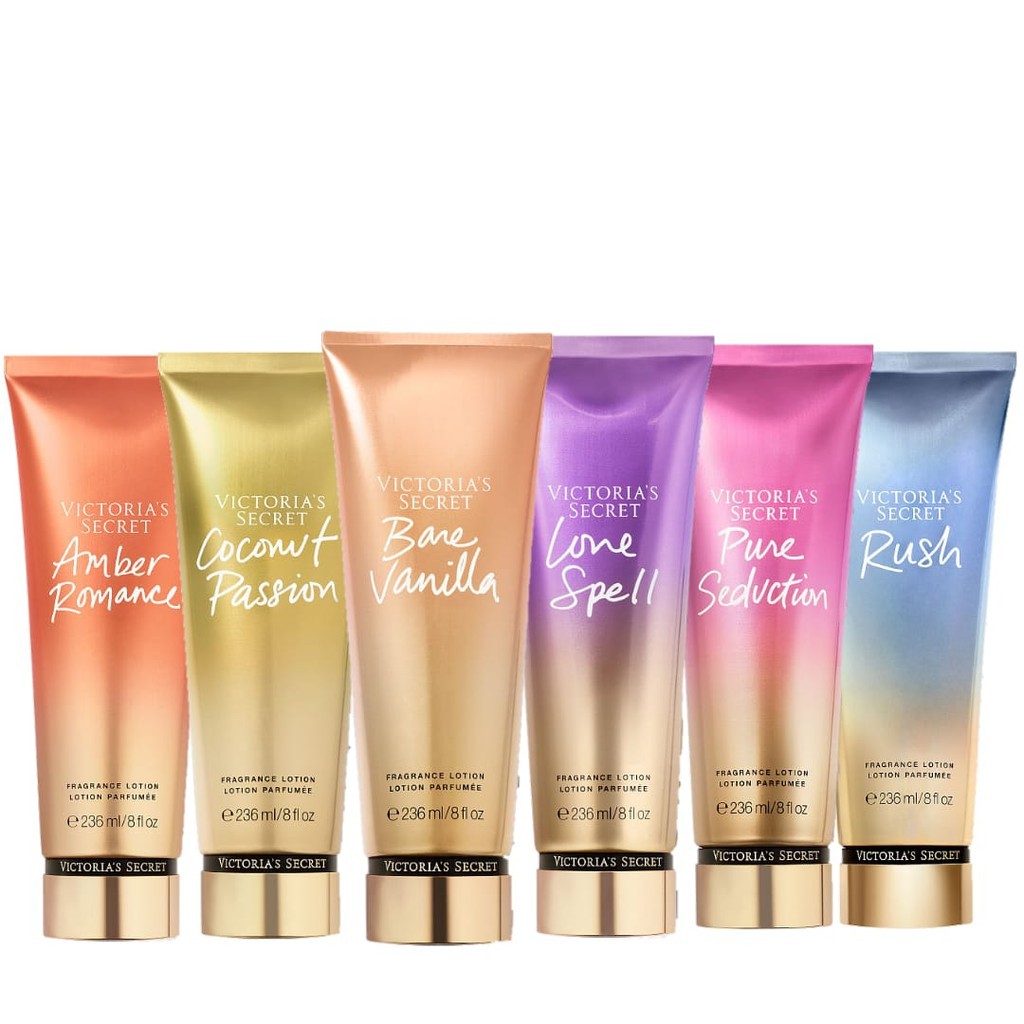 VICTORIA'S
SECRET
Amber
Romance
FRAGRANCE LOTION
LOTION PARFUMÉE
℮ 236 ml/8 fl oz
VICTORIA'S SECRET
VICTORIA'S
SECRET
Coconut
Passion
FRAGRANCE LOTION
LOTION PARFUMÉE
℮ 236 ml/8 fl oz
VICTORIA'S SECRET
VICTORIA'S
SECRET
Bare
Vanilla
FRAGRANCE LOTION
LOTION PARFUMÉE
℮ 236 ml/8 fl oz
VICTORIA'S SECRET
VICTORIA'S
SECRET
Love
Spell
FRAGRANCE LOTION
LOTION PARFUMÉE
℮ 236 ml/8 fl oz
VICTORIA'S SECRET
VICTORIA'S
SECRET
Pure
Seduction
FRAGRANCE LOTION
LOTION PARFUMÉE
℮ 236 ml/8 fl oz
VICTORIA'S SECRET
VICTORIA'S
SECRET
Rush
FRAGRANCE LOTION
LOTION PARFUMÉE
℮ 236 ml/8 fl oz
VICTORIA'S SECRET